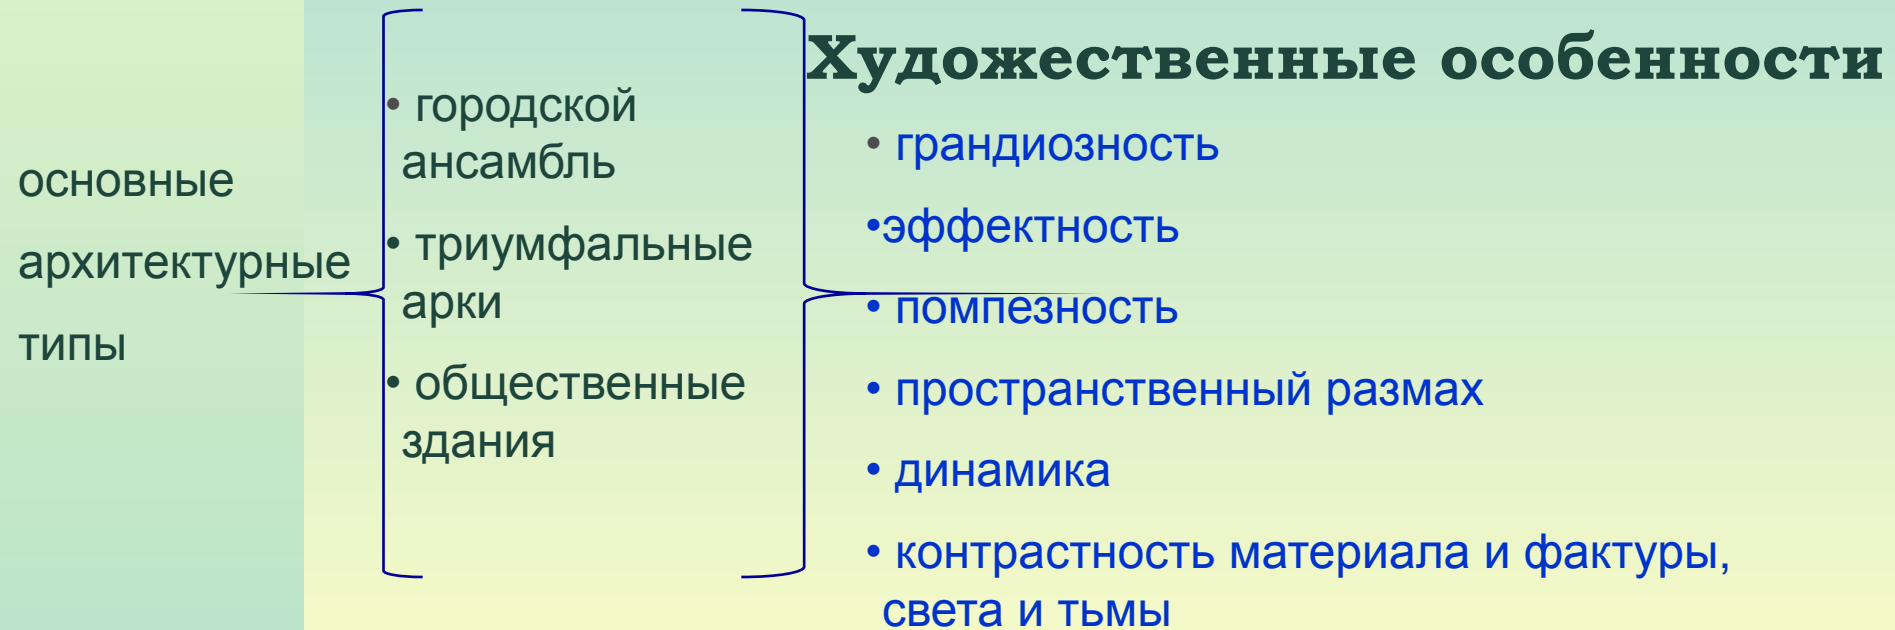 основные
архитектурные
типы
• городской
ансамбль
• триумфальные
арки
• общественные
здания
Художественные особенности
• грандиозность
•эффектность
• помпезность
• пространственный размах
• динамика
• контрастность материала и фактуры,
света и тьмы